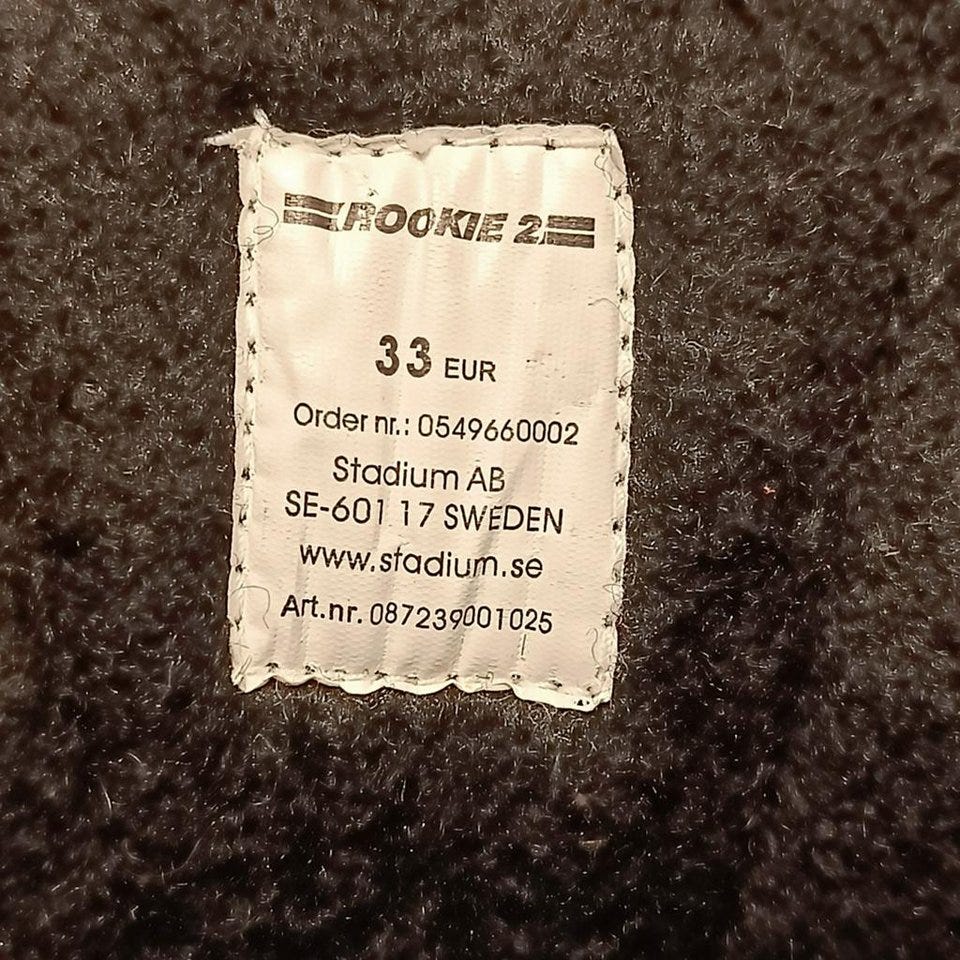 ROOKIE 2
33 EUR
Order nr.: 0549660002
Stadium AB
SE-601 17 SWEDEN
www.stadium.se
Art.nr. 087239001025